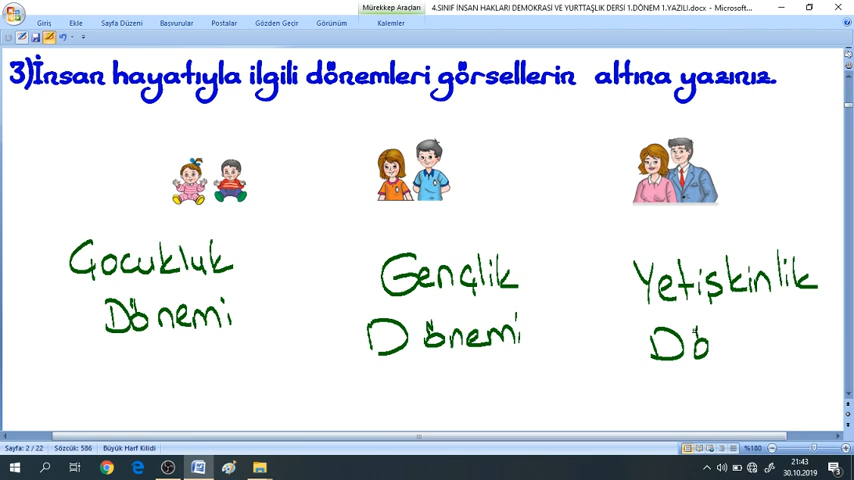 Mürekkep Araçları
4.SINIF İNSAN HAKLARI DEMOKRASİ VE YURTTAŞLIK DERSİ 1.DÖNEM 1.YAZILI.docx - Microsoft...
Giriş Ekle Sayfa Düzeni Başvurular Postalar Gözden Geçir Görünüm Kalemler
3)İnsan hayatıyla ilgili dönemleri görsellerin altına yazınız.
Çocukluk
Dönemi
Gençlik
Dönemi
Yetişkinlik
Dö
Sayfa: 2 / 22 Sözcük: 586 Büyük Harf Kilidi %180
21:43
30.10.2019
3